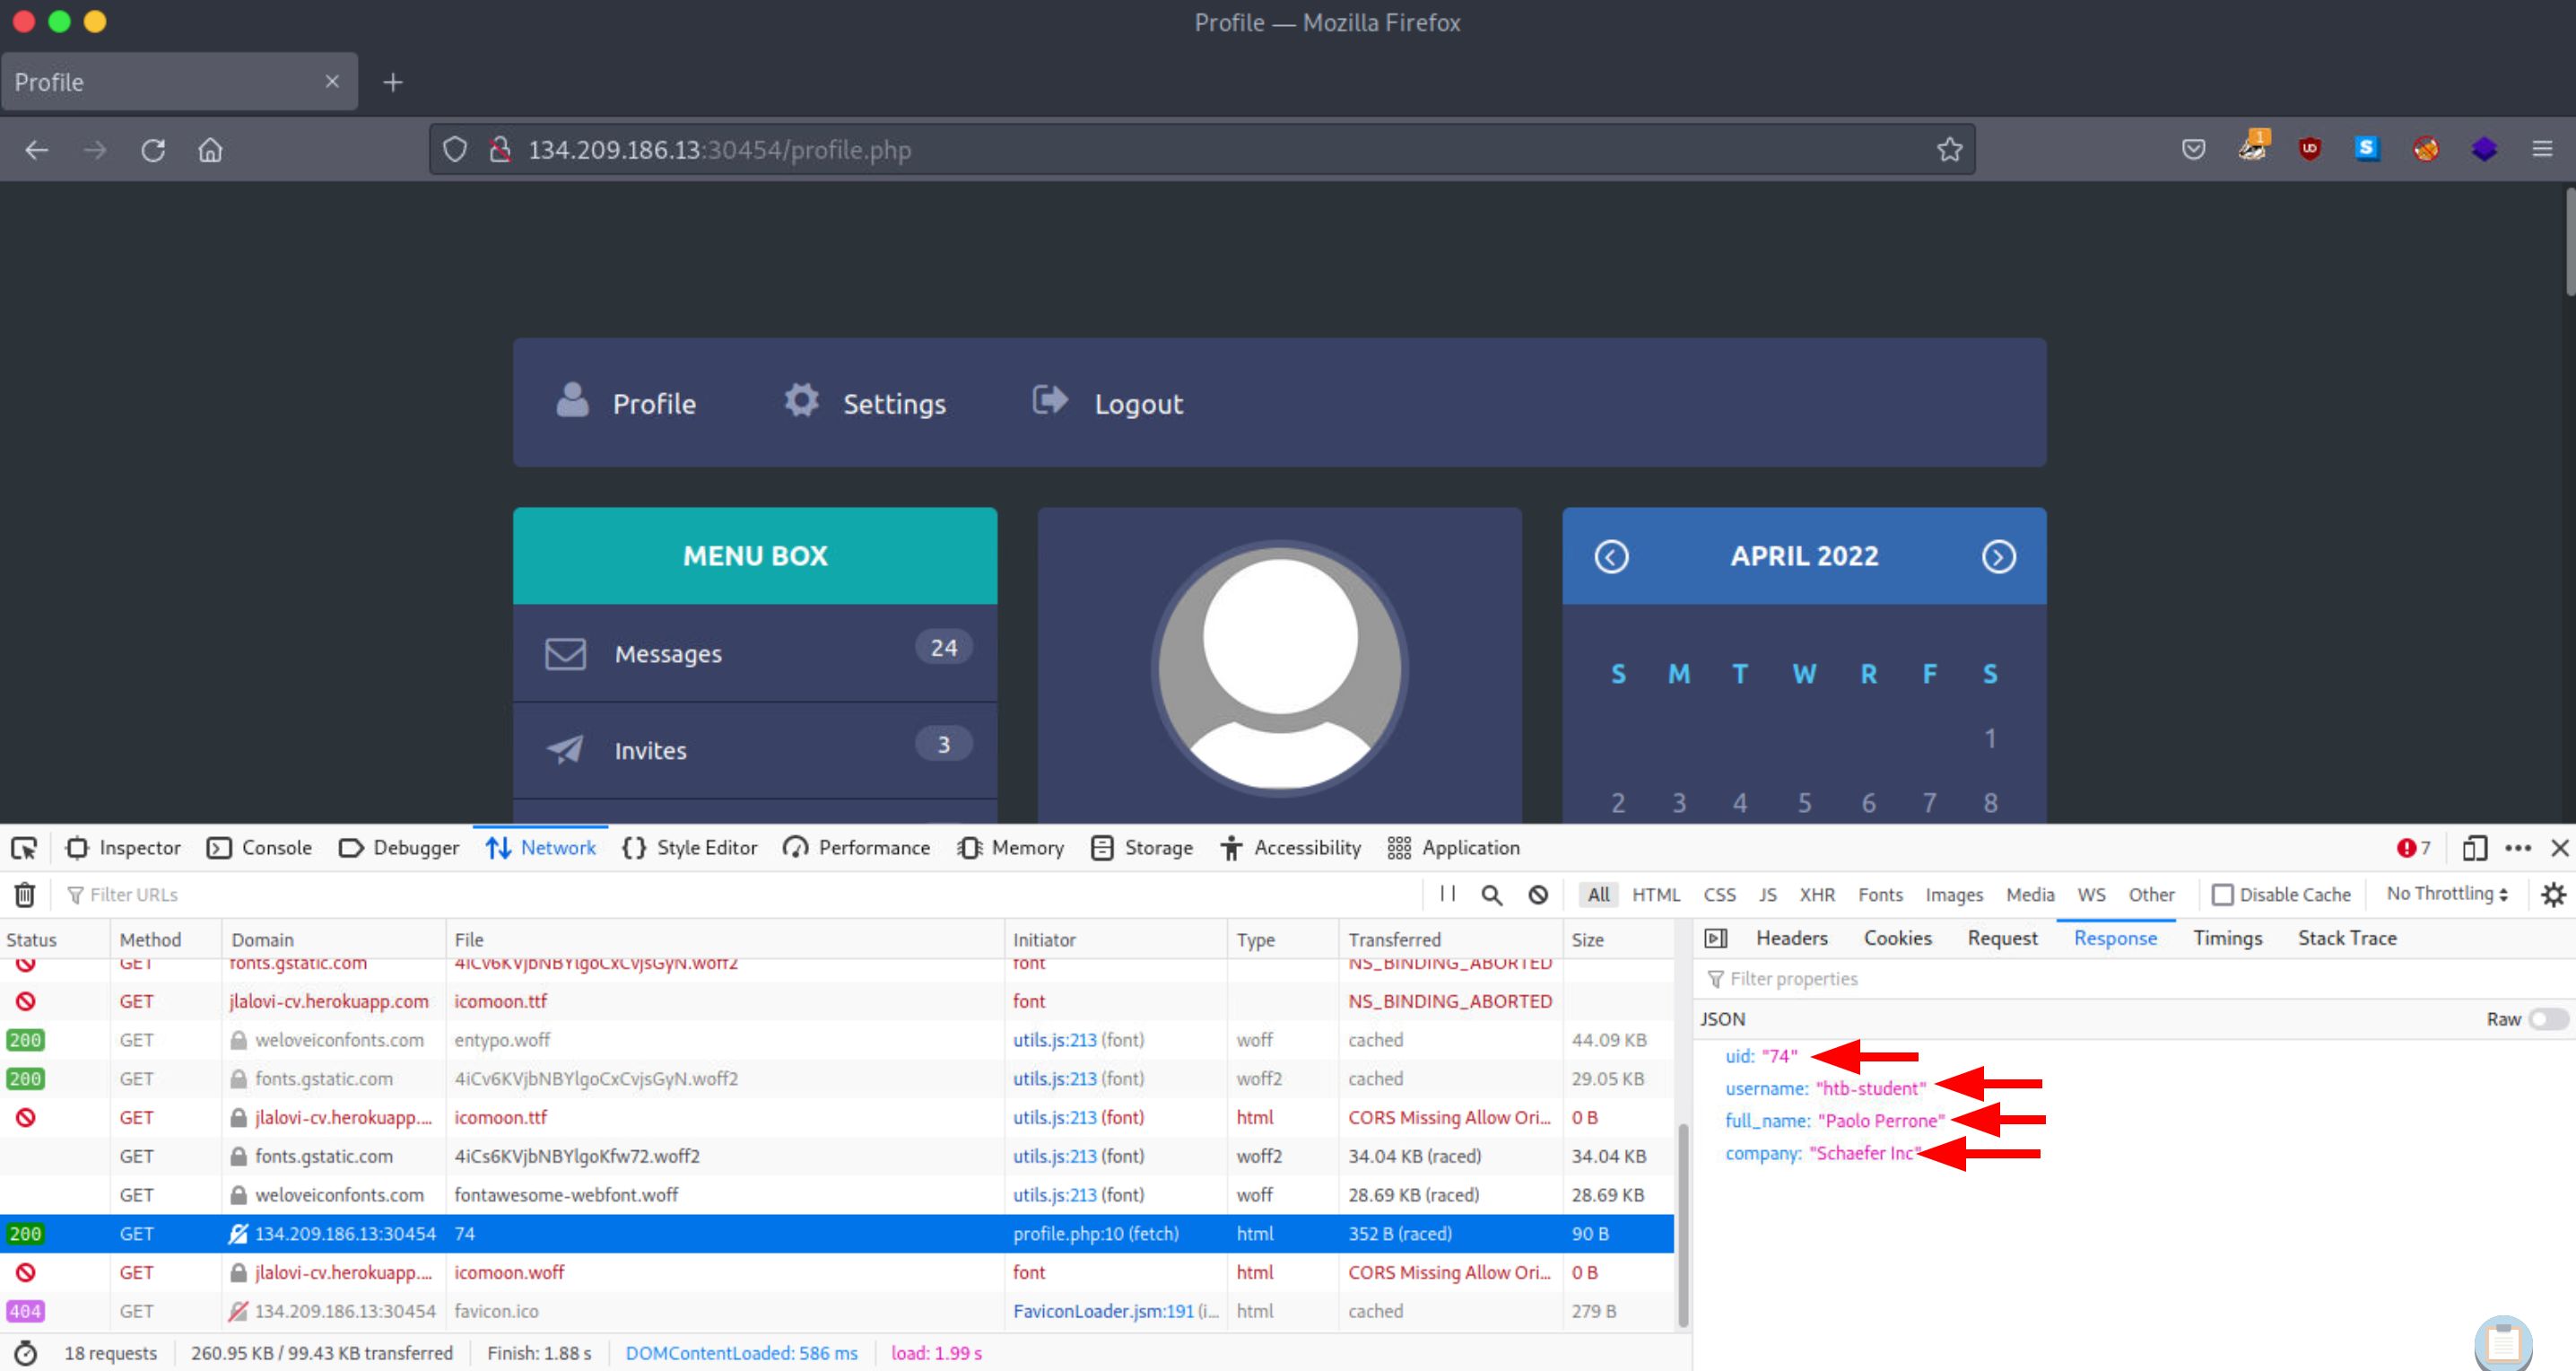 Profile — Mozilla Firefox
Profile
134.209.186.13:30454/profile.php
1
Profile Settings Logout
MENU BOX
Messages 24
Invites 3
APRIL 2022
S M T W R F S
1
2 3 4 5 6 7 8
Inspector Console Debugger Network Style Editor Performance Memory Storage Accessibility Application 7
Filter URLs All HTML CSS JS XHR Fonts Images Media WS Other Disable Cache No Throttling
Status Method Domain File Initiator Type Transferred Size
GET fonts.gstatic.com 4iCv6KVjbNBYlgoCxCvjsGyN.woff2 font NS_BINDING_ABORTED
GET jlalovi-cv.herokuapp.com icomoon.ttf font NS_BINDING_ABORTED
200 GET weloveiconfonts.com entypo.woff utils.js:213 (font) woff cached 44.09 KB
200 GET fonts.gstatic.com 4iCv6KVjbNBYlgoCxCvjsGyN.woff2 utils.js:213 (font) woff2 cached 29.05 KB
GET jlalovi-cv.herokuapp.... icomoon.ttf utils.js:213 (font) html CORS Missing Allow Ori... 0 B
GET fonts.gstatic.com 4iCs6KVjbNBYlgoKfw72.woff2 utils.js:213 (font) woff2 34.04 KB (raced) 34.04 KB
GET weloveiconfonts.com fontawesome-webfont.woff utils.js:213 (font) woff 28.69 KB (raced) 28.69 KB
200 GET 134.209.186.13:30454 74 profile.php:10 (fetch) html 352 B (raced) 90 B
GET jlalovi-cv.herokuapp.... icomoon.woff font html CORS Missing Allow Ori... 0 B
404 GET 134.209.186.13:30454 favicon.ico FaviconLoader.jsm:191 (i... html cached 279 B
18 requests 260.95 KB / 99.43 KB transferred Finish: 1.88 s DOMContentLoaded: 586 ms load: 1.99 s
Headers Cookies Request Response Timings Stack Trace
Filter properties
JSON Raw
uid: "74"
username: "htb-student"
full_name: "Paolo Perrone"
company: "Schaefer Inc"